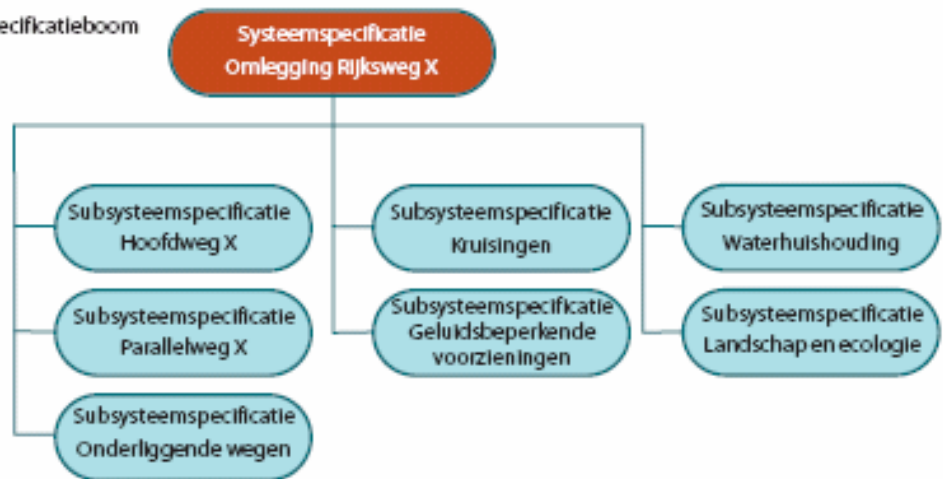 ecificatieboom
Systeemspecificatie
Omlegging Rijksweg X
Subsysteemspecificatie
Hoofdweg X
Subsysteemspecificatie
Parallelweg X
Subsysteemspecificatie
Onderliggende wegen
Subsysteemspecificatie
Kruisingen
Subsysteemspecificatie
Geluidsbeperkende
voorzieningen
Subsysteemspecificatie
Waterhuishouding
Subsysteemspecificatie
Landschap en ecologie